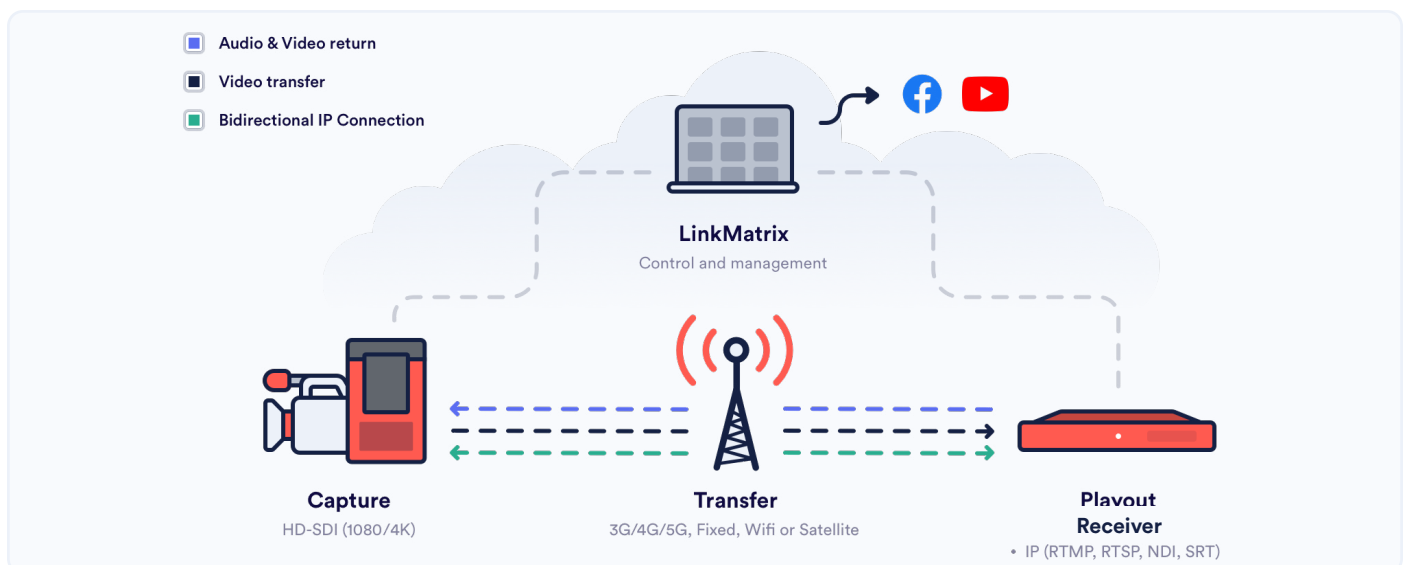 Audio & Video return
Video transfer
Bidirectional IP Connection
LinkMatrix
Control and management
Capture
HD-SDI (1080/4K)
Transfer
3G/4G/5G, Fixed, Wifi or Satellite
Playout
Receiver
• IP (RTMP, RTSP, NDI, SRT)